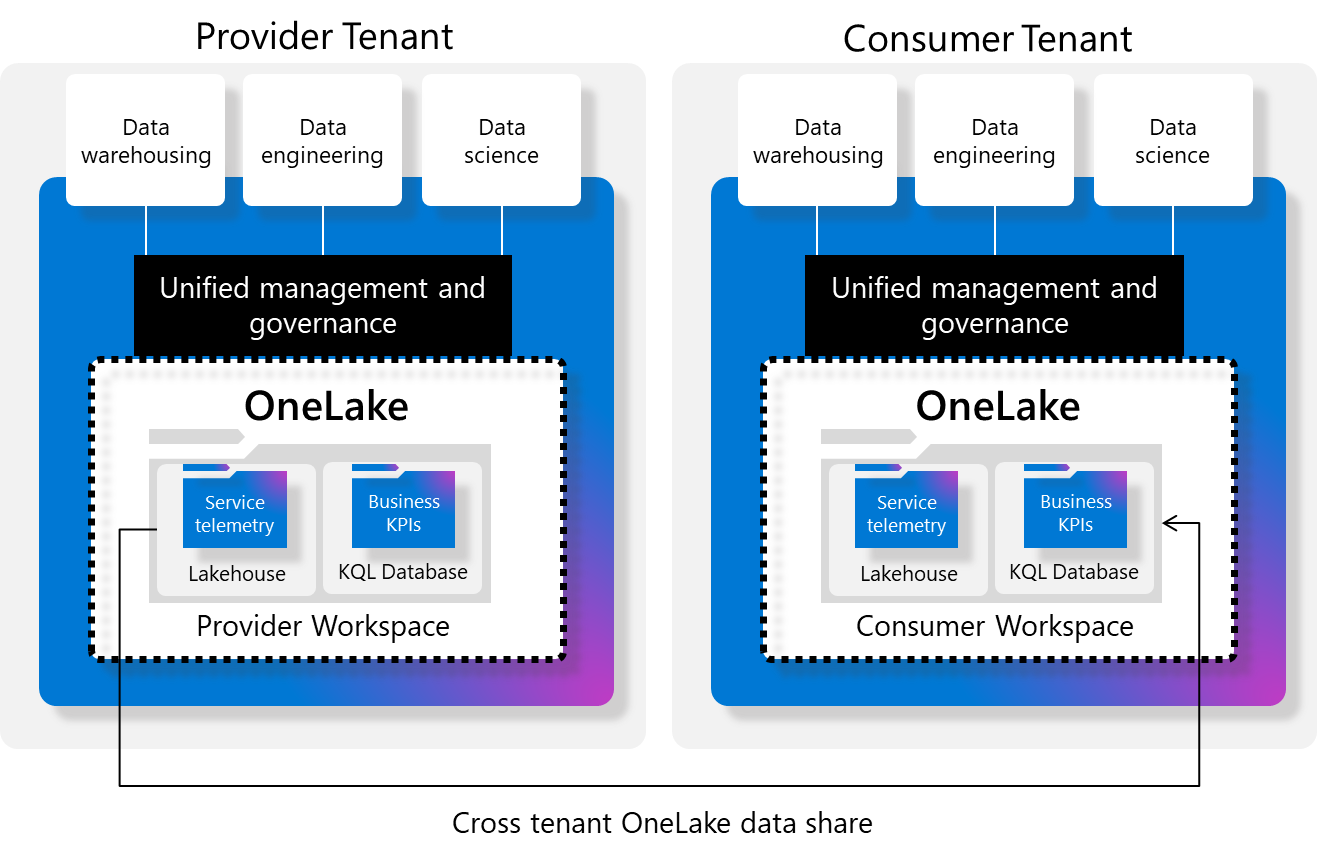 Provider Tenant
Data
warehousing
Data
engineering
Data
science
Unified management and
governance
OneLake
Service
telemetry
Lakehouse
Business
KPIs
KQL Database
Provider Workspace
Consumer Tenant
Data
warehousing
Data
engineering
Data
science
Unified management and
governance
OneLake
Service
telemetry
Lakehouse
Business
KPIs
KQL Database
Consumer Workspace
Cross tenant OneLake data share